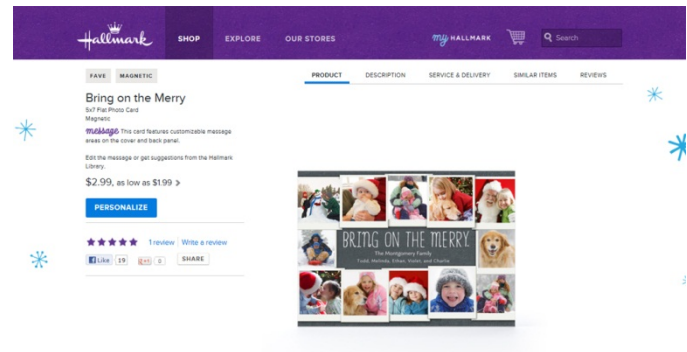 Hallmark
SHOP
EXPLORE
OUR STORES
my HALLMARK
Search
FAVE
MAGNETIC
PRODUCT
DESCRIPTION
SERVICE & DELIVERY
SIMILAR ITEMS
REVIEWS
Bring on the Merry
5x7 Flat Photo Card
Magnetic
message This card features customizable message
areas on the cover and back panel.
Edit the message or get suggestions from the Hallmark
Library.
$2.99, as low as $1.99 >
PERSONALIZE
1 review | Write a review
Like 19
+1 0
SHARE
BRING ON THE MERRY.
The Montgomery Family
Todd, Melinda, Ethan, Violet, and Charlie